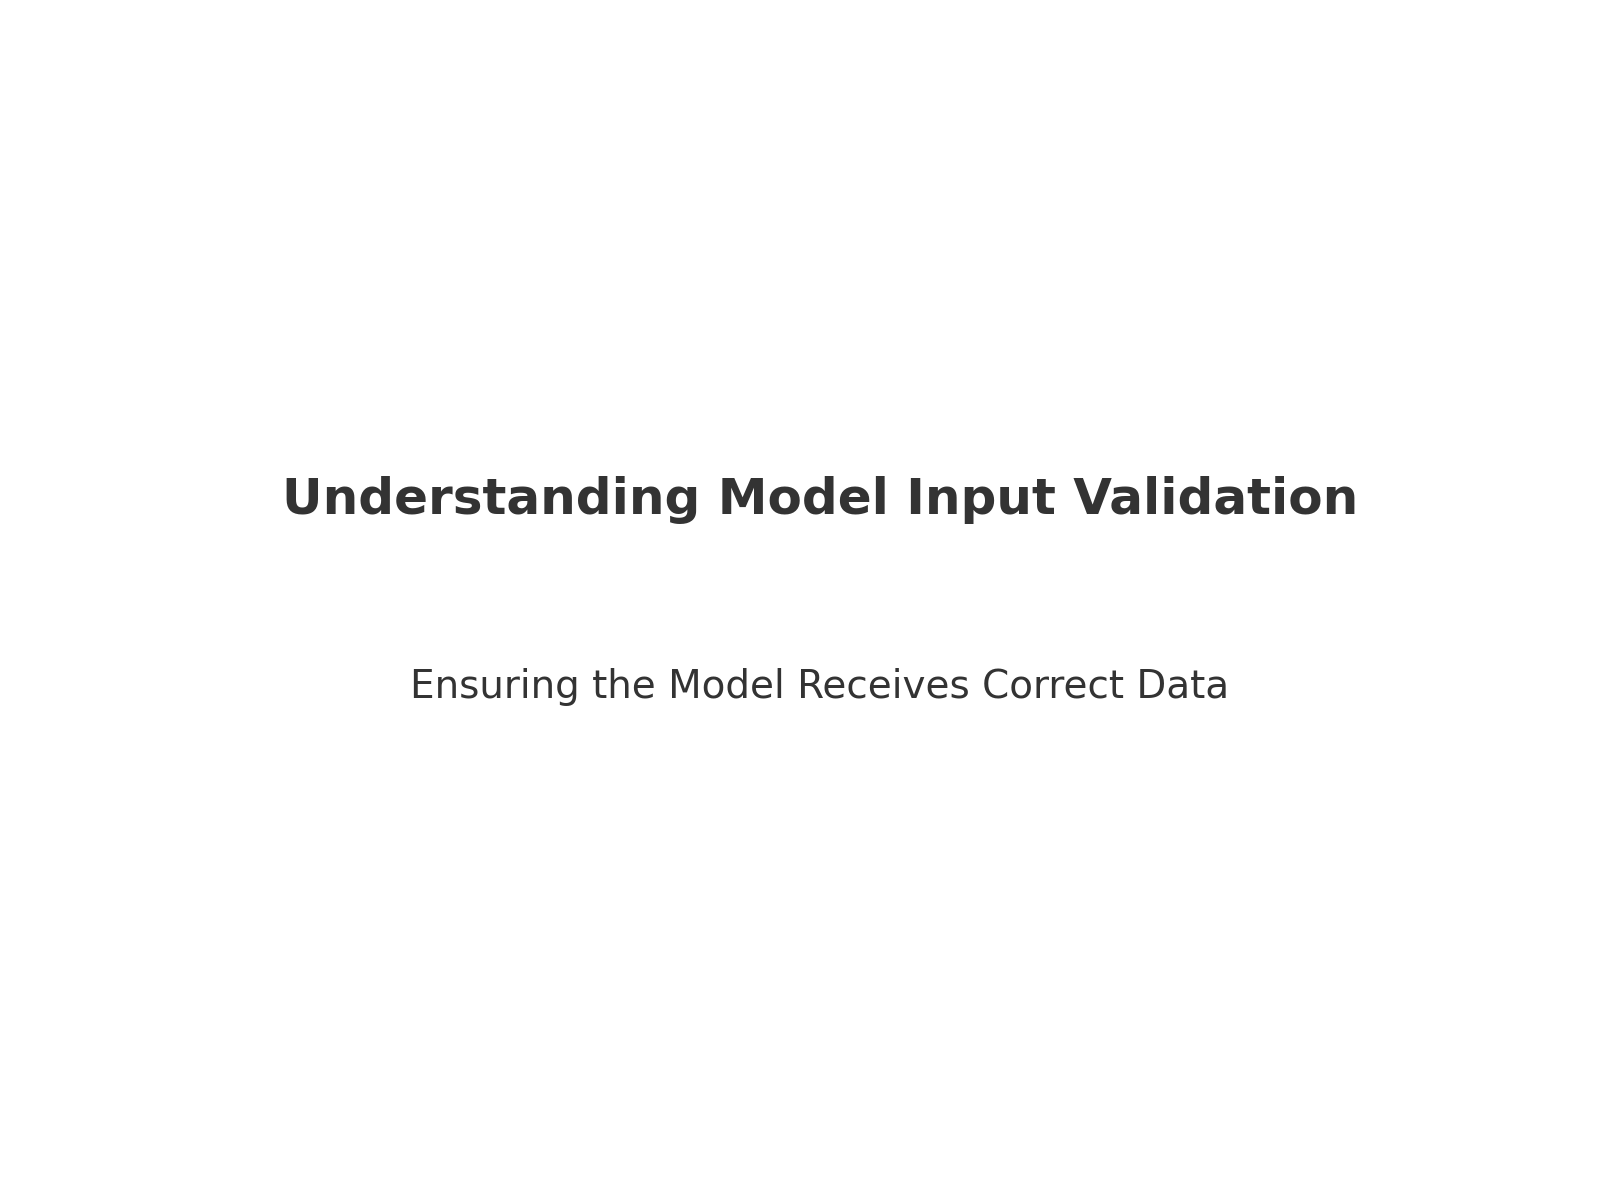 Understanding Model Input Validation
Ensuring the Model Receives Correct Data